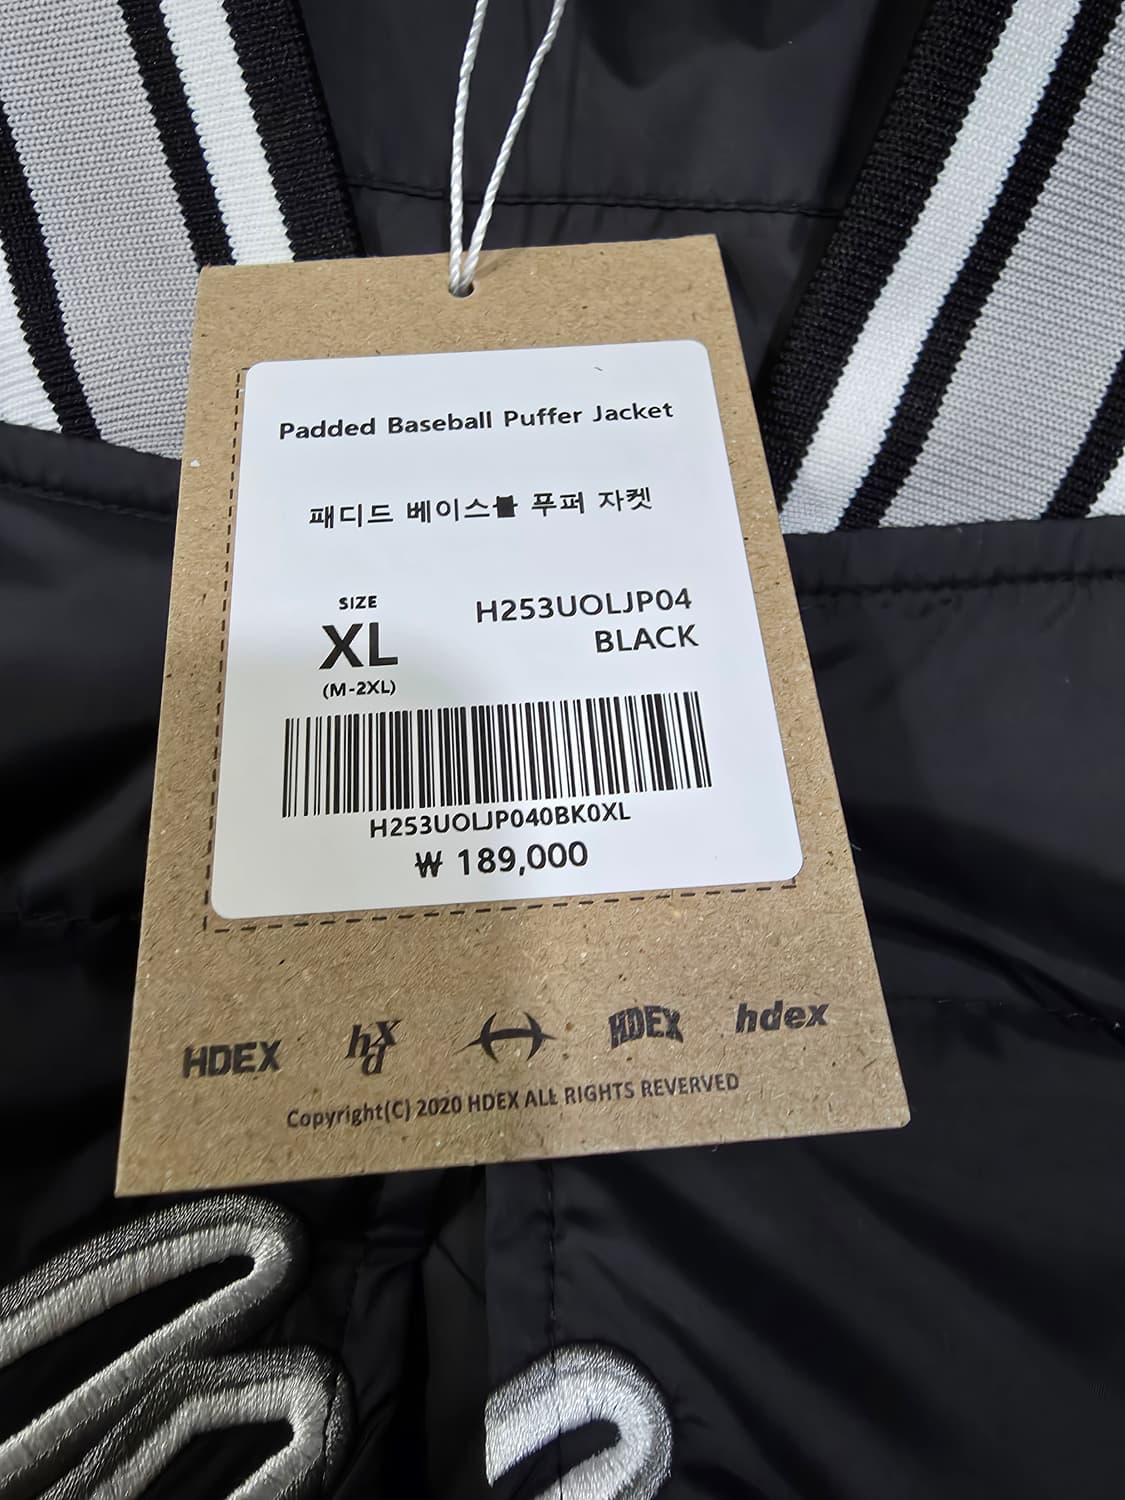 Padded Baseball Puffer Jacket
패디드 베이스볼 푸퍼 자켓
SIZE
XL
(M-2XL)
H253UOLJP04
BLACK
H253UOLJP040BK0XL
₩ 189,000
HDEX
hxd
HDEX
hdex
Copyright(C) 2020 HDEX ALL RIGHTS REVERVED